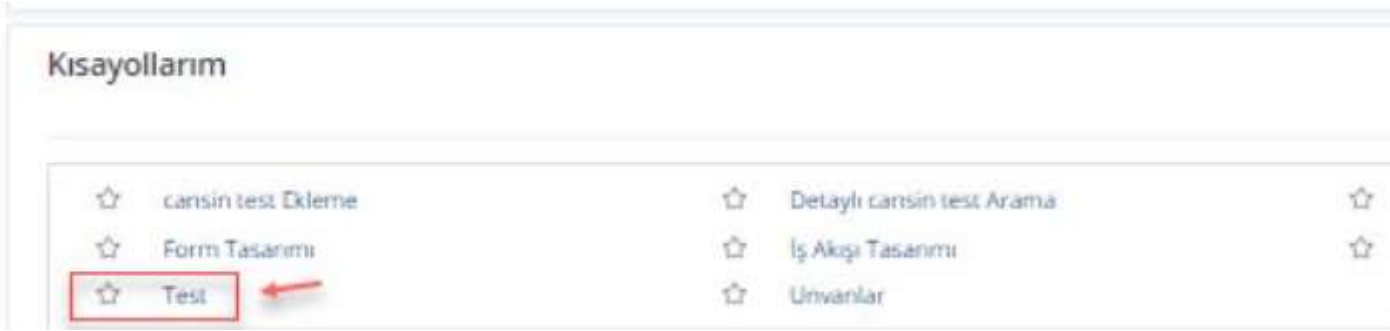 Kısayollarım
cansin test Ekleme
Detaylı cansin test Arama
Form Tasarımı
İş Akışı Tasarımı
Test
Unvanlar